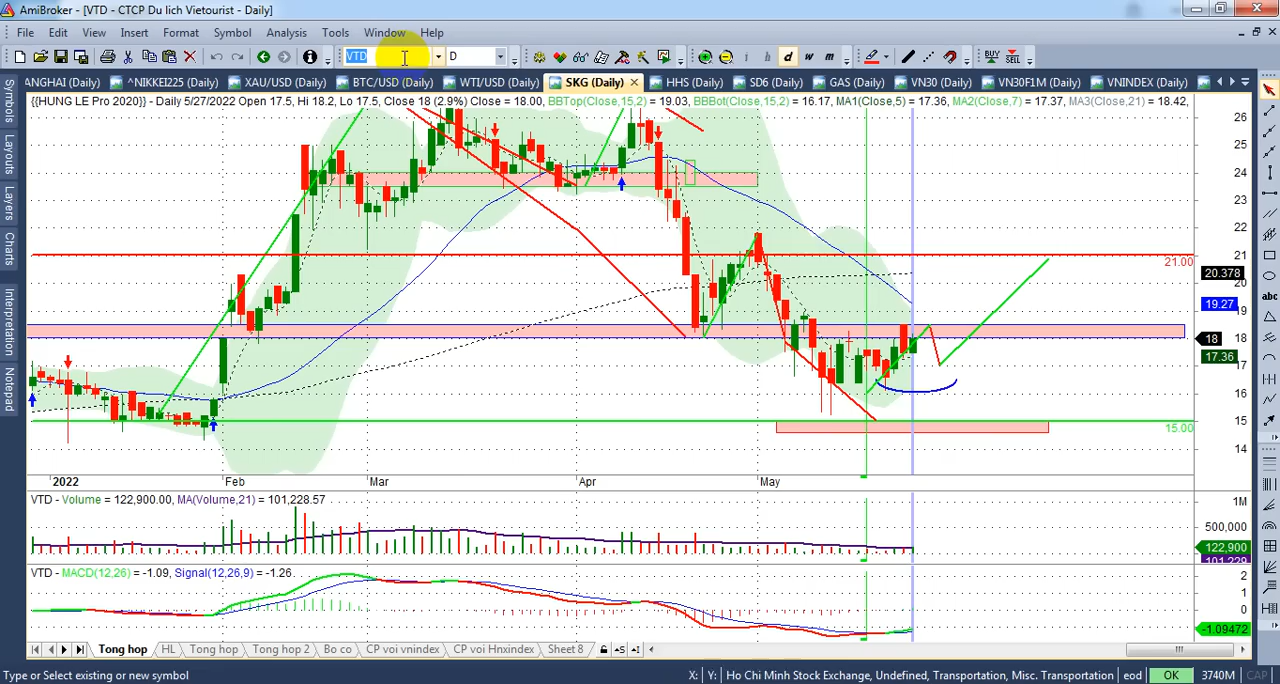 AmiBroker - [VTD - CTCP Du lich Vietourist - Daily]
File Edit View Insert Format Symbol Analysis Tools Window Help
VTD D i h d w m BUY SELL
ANGHAI (Daily) ^NIKKEI225 (Daily) XAU/USD (Daily) BTC/USD (Daily) WTI/USD (Daily) SKG (Daily) HHS (Daily) SD6 (Daily) GAS (Daily) VN30 (Daily) VN30F1M (Daily) VNINDEX (Daily)
{{HUNG LE Pro 2020}} - Daily 5/27/2022 Open 17.5, Hi 18.2, Lo 17.5, Close 18 (2.9%) Close = 18.00, BBTop(Close,15,2) = 19.03, BBBot(Close,15,2) = 16.17, MA1(Close,5) = 17.36, MA2(Close,7) = 17.37, MA3(Close,21) = 18.42,
Symbols
Layouts
Layers
Charts
Interpretation
Notepad
abc
26
25
24
23
22
21
21.00
20.378
20
19.27
19
18
18
17.36
17
16
15
15.00
14
2022 Feb Mar Apr May
VTD - Volume = 122,900.00, MA(Volume,21) = 101,228.57
1M
500,000
122,900
VTD - MACD(12,26) = -1.09, Signal(12,26,9) = -1.26
2
1
0
-1.09472
Tong hop HL Tong hop Tong hop 2 Bo co CP voi vnindex CP voi Hnxindex Sheet 8
Type or Select existing or new symbol X: Y: Ho Chi Minh Stock Exchange, Undefined, Transportation, Misc. Transportation eod OK 3740M CAP